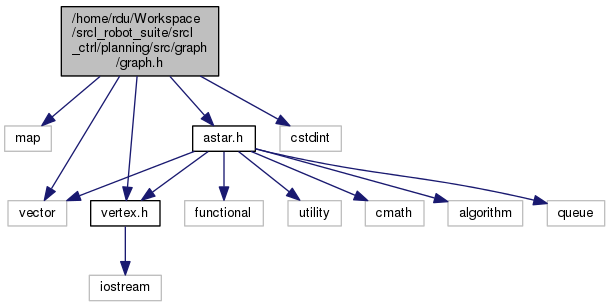 /home/rdu/Workspace
/srcl_robot_suite/srcl
_ctrl/planning/src/graph
/graph.h
map
astar.h
cstdint
vector
vertex.h
functional
utility
cmath
algorithm
queue
iostream